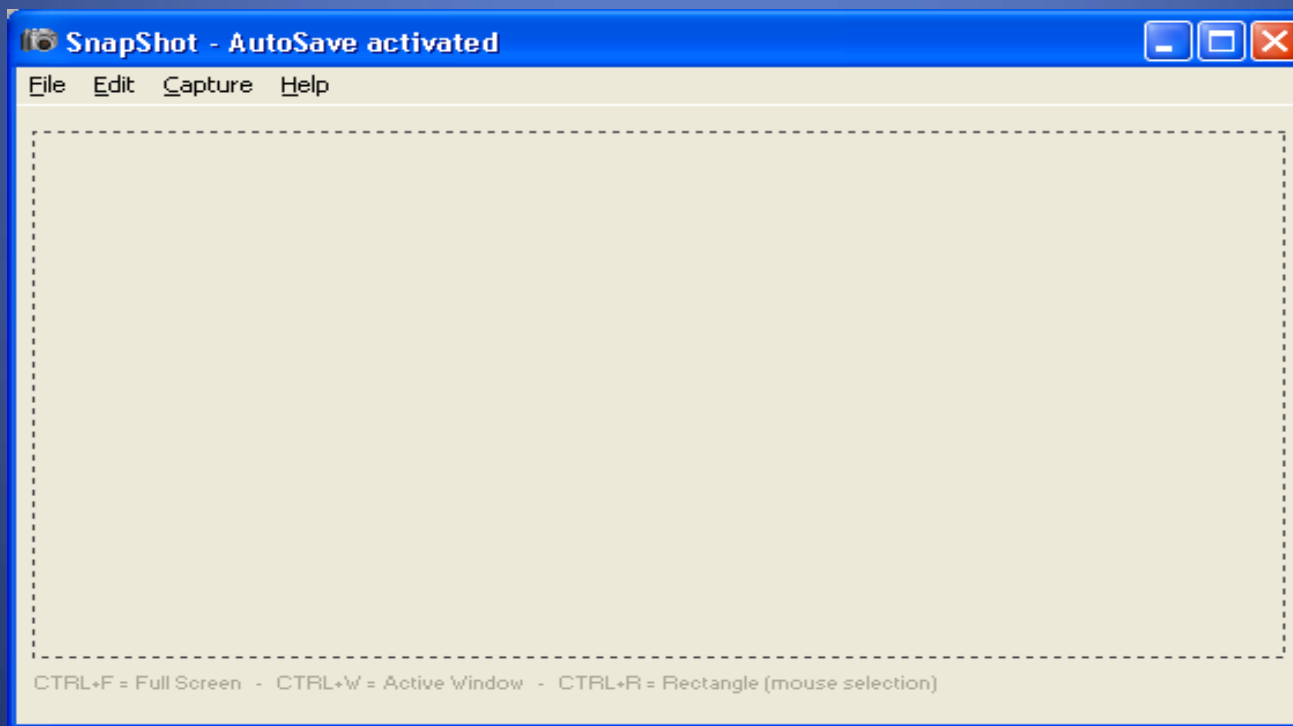 SnapShot - AutoSave activated
File Edit Capture Help
CTRL+F = Full Screen - CTRL+W = Active Window - CTRL+R = Rectangle (mouse selection)